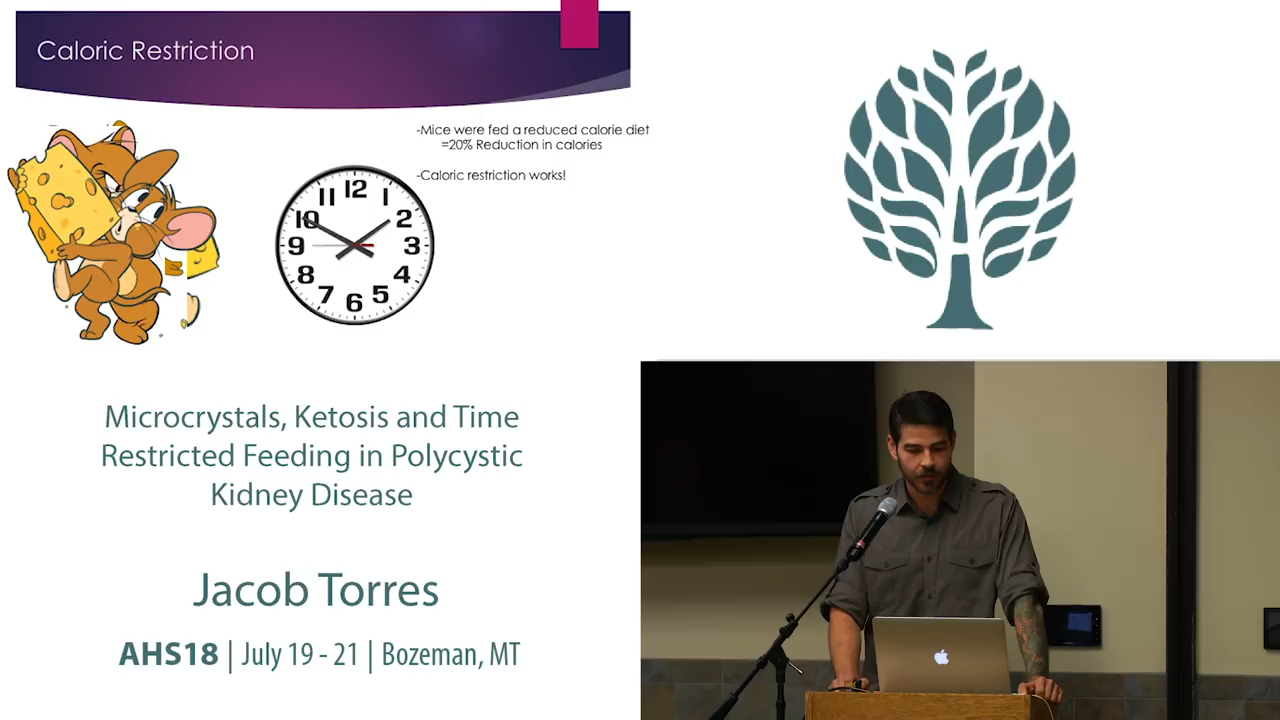 Caloric Restriction
-Mice were fed a reduced calorie diet
=20% Reduction in calories
-Caloric restriction works!
12
11
1
10
2
9
3
8
4
7
5
6
Microcrystals, Ketosis and Time
Restricted Feeding in Polycystic
Kidney Disease
Jacob Torres
AHS18 | July 19 - 21 | Bozeman, MT